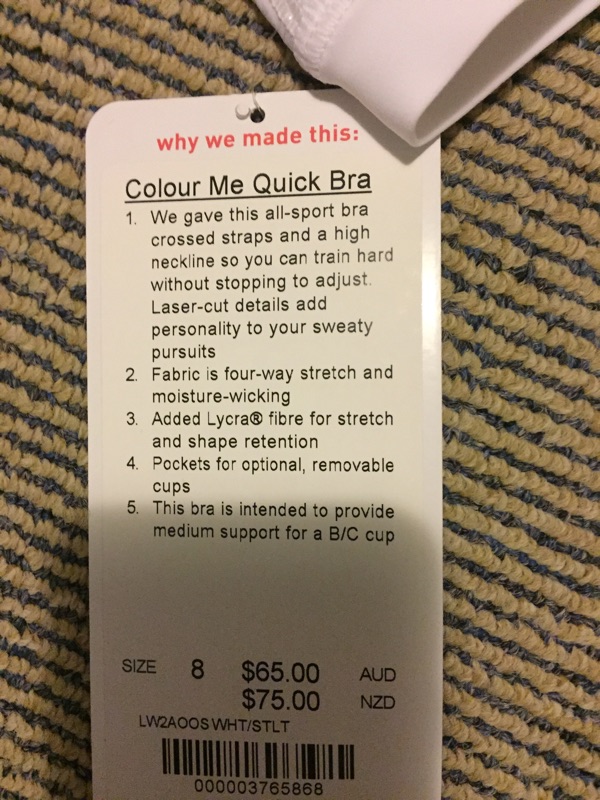 why we made this:
Colour Me Quick Bra
1. We gave this all-sport bra
crossed straps and a high
neckline so you can train hard
without stopping to adjust.
Laser-cut details add
personality to your sweaty
pursuits
2. Fabric is four-way stretch and
moisture-wicking
3. Added Lycra® fibre for stretch
and shape retention
4. Pockets for optional, removable
cups
5. This bra is intended to provide
medium support for a B/C cup
SIZE 8 $65.00 AUD
$75.00 NZD
LW2AOOS WHT/STLT
000003765868